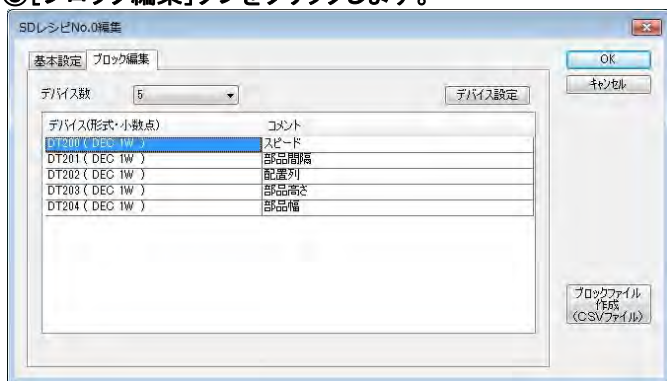 ⑥[ブロック編集]タブをクリックします。
SDレシピNo.0編集
基本設定 ブロック編集
OK
キャンセル
デバイス数 5 デバイス設定
デバイス(形式・小数点) コメント
DT200 ( DEC 1W ) スピード
DT201 ( DEC 1W ) 部品間隔
DT202 ( DEC 1W ) 配置列
DT203 ( DEC 1W ) 部品高さ
DT204 ( DEC 1W ) 部品幅
ブロックファイル
作成
(CSVファイル)